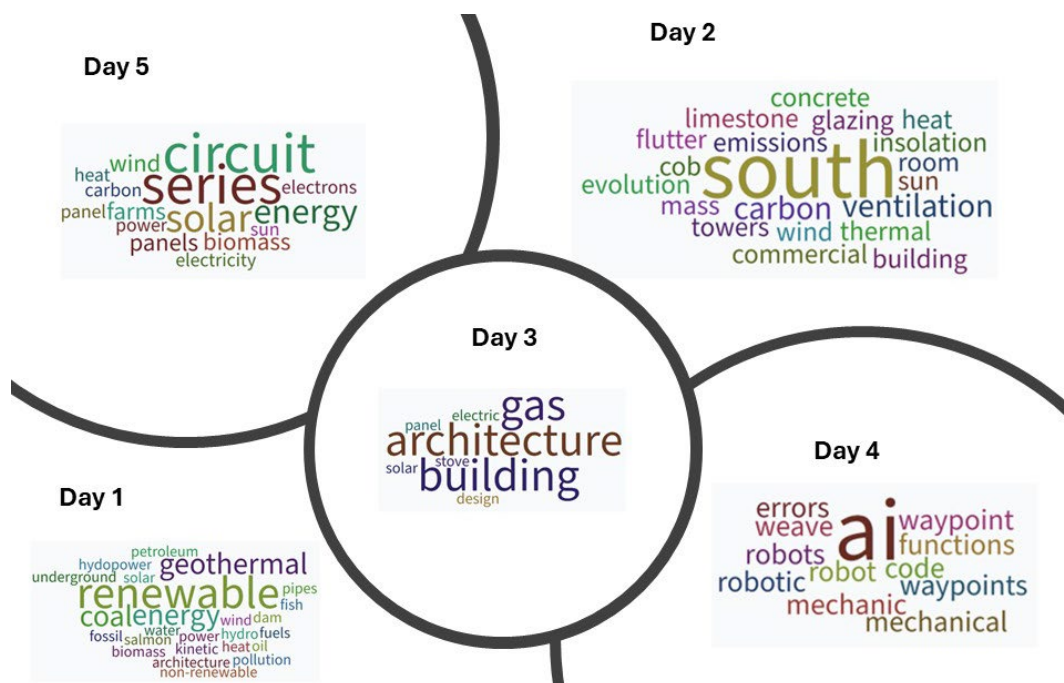 Day 5
circuit
wind
heat
series
electrons
carbon
panel
farms
solar
energy
power
sun
panels
biomass
electricity
Day 2
concrete
limestone glazing heat
flutter emissions insolation
cob south room
evolution sun
mass carbon ventilation
towers wind thermal
commercial building
Day 3
electric gas
panel
architecture
solar stove
building
design
Day 4
errors ai waypoint
weave functions
robots
robotic robot code waypoints
mechanic
mechanical
Day 1
petroleum
hydopower geothermal
underground solar
renewable pipes
fish
coal energy wind dam
water
fossil salmon power hydro fuels
biomass kinetic heat oil
architecture pollution
non-renewable